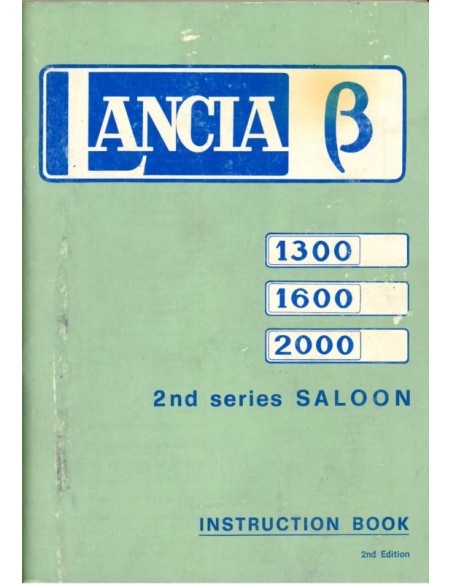 LANCIA β
1300
1600
2000
2nd series SALOON
INSTRUCTION BOOK
2nd Edition